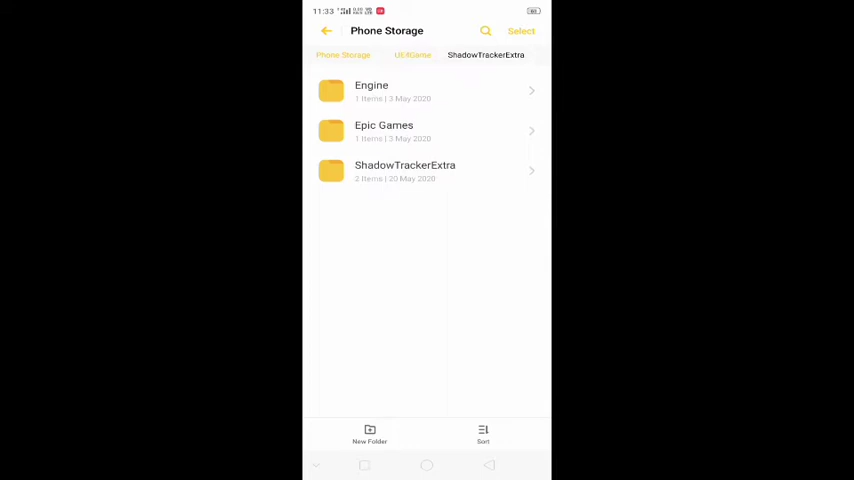 11:33
Phone Storage
Select
Phone Storage
UE4Game
ShadowTrackerExtra
Engine
1 Items | 3 May 2020
Epic Games
1 Items | 3 May 2020
ShadowTrackerExtra
2 Items | 20 May 2020
New Folder
Sort